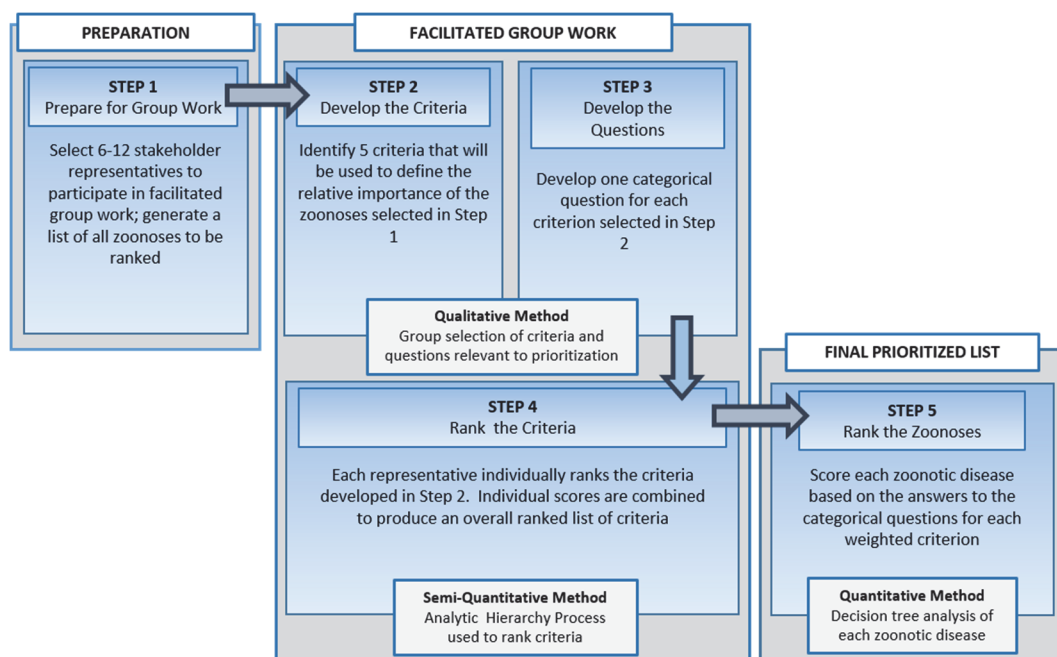 PREPARATION
STEP 1
Prepare for Group Work
Select 6-12 stakeholder
representatives to
participate in facilitated
group work; generate a
list of all zoonoses to be
ranked
FACILITATED GROUP WORK
STEP 2
Develop the Criteria
Identify 5 criteria that will
be used to define the
relative importance of the
zoonoses selected in Step
1
STEP 3
Develop the
Questions
Develop one categorical
question for each
criterion selected in Step
2
Qualitative Method
Group selection of criteria and
questions relevant to prioritization
STEP 4
Rank the Criteria
Each representative individually ranks the criteria
developed in Step 2. Individual scores are combined
to produce an overall ranked list of criteria
Semi-Quantitative Method
Analytic Hierarchy Process
used to rank criteria
FINAL PRIORITIZED LIST
STEP 5
Rank the Zoonoses
Score each zoonotic disease
based on the answers to the
categorical questions for each
weighted criterion
Quantitative Method
Decision tree analysis of
each zoonotic disease